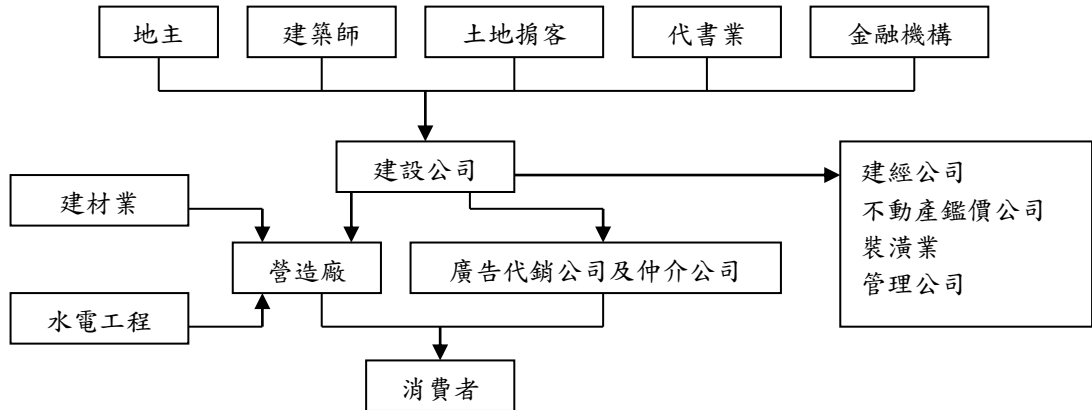 地主
建築師
土地掮客
代書業
金融機構
建設公司
建經公司
不動產鑑價公司
裝潢業
管理公司
建材業
營造廠
廣告代銷公司及仲介公司
水電工程
消費者